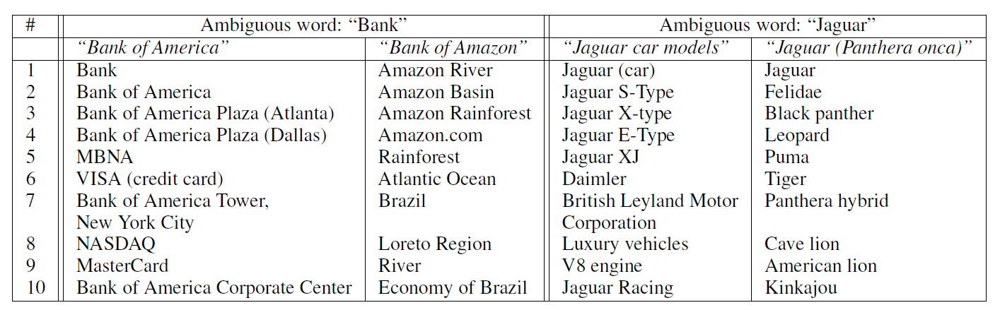 # Ambiguous word: “Bank” Ambiguous word: “Jaguar”
“Bank of America” “Bank of Amazon” “Jaguar car models” “Jaguar (Panthera onca)”
1 Bank Amazon River Jaguar (car) Jaguar
2 Bank of America Amazon Basin Jaguar S-Type Felidae
3 Bank of America Plaza (Atlanta) Amazon Rainforest Jaguar X-type Black panther
4 Bank of America Plaza (Dallas) Amazon.com Jaguar E-Type Leopard
5 MBNA Rainforest Jaguar XJ Puma
6 VISA (credit card) Atlantic Ocean Daimler Tiger
7 Bank of America Tower, Brazil British Leyland Motor Panthera hybrid
New York City Corporation
8 NASDAQ Loreto Region Luxury vehicles Cave lion
9 MasterCard River V8 engine American lion
10 Bank of America Corporate Center Economy of Brazil Jaguar Racing Kinkajou